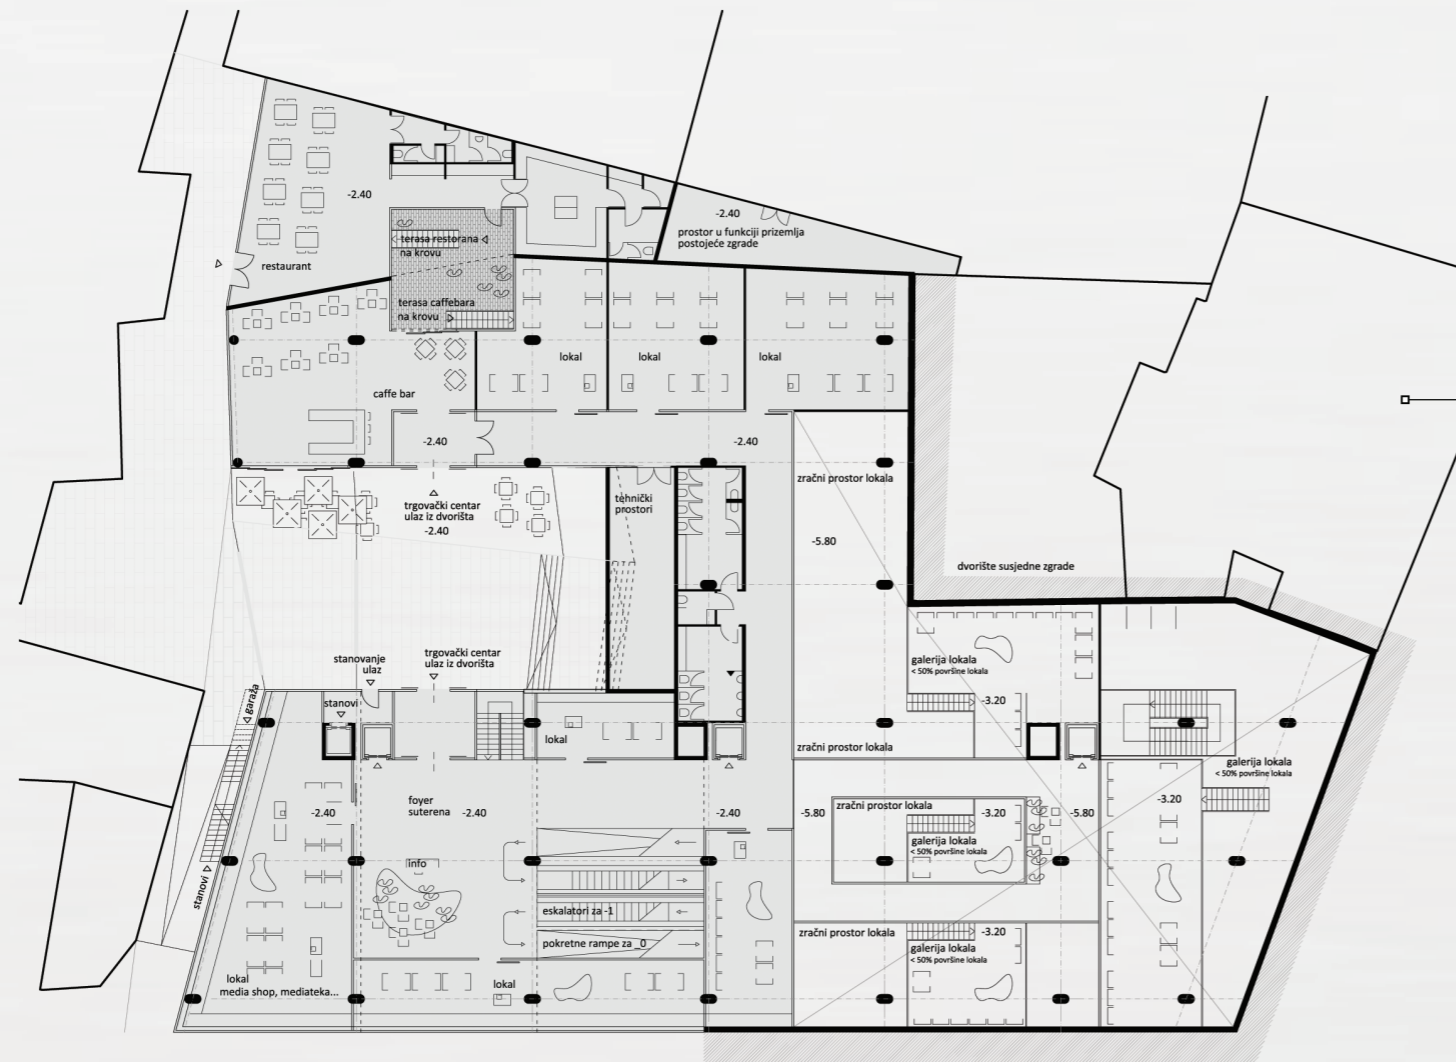 -2.40
restaurant
terasa restorana
na krovu
terasa caffebara
na krovu
-2.40
prostor u funkciji prizemlja
postojeće zgrade
lokal
lokal
lokal
caffe bar
-2.40
-2.40
trgovački centar
ulaz iz dvorišta
-2.40
tehnički
prostori
zračni prostor lokala
-5.80
dvorište susjedne zgrade
stanovanje
ulaz
trgovački centar
ulaz iz dvorišta
garaža
stanovi
stanovi
lokal
galerija lokala
< 50% površine lokala
-3.20
zračni prostor lokala
galerija lokala
< 50% površine lokala
-3.20
-2.40
foyer
suterena
-2.40
-2.40
-5.80
zračni prostor lokala
-3.20
galerija lokala
< 50% površine lokala
-5.80
info
eskalatori za -1
pokretne rampe za _0
zračni prostor lokala
-3.20
galerija lokala
< 50% površine lokala
lokal
media shop, mediateka...
lokal